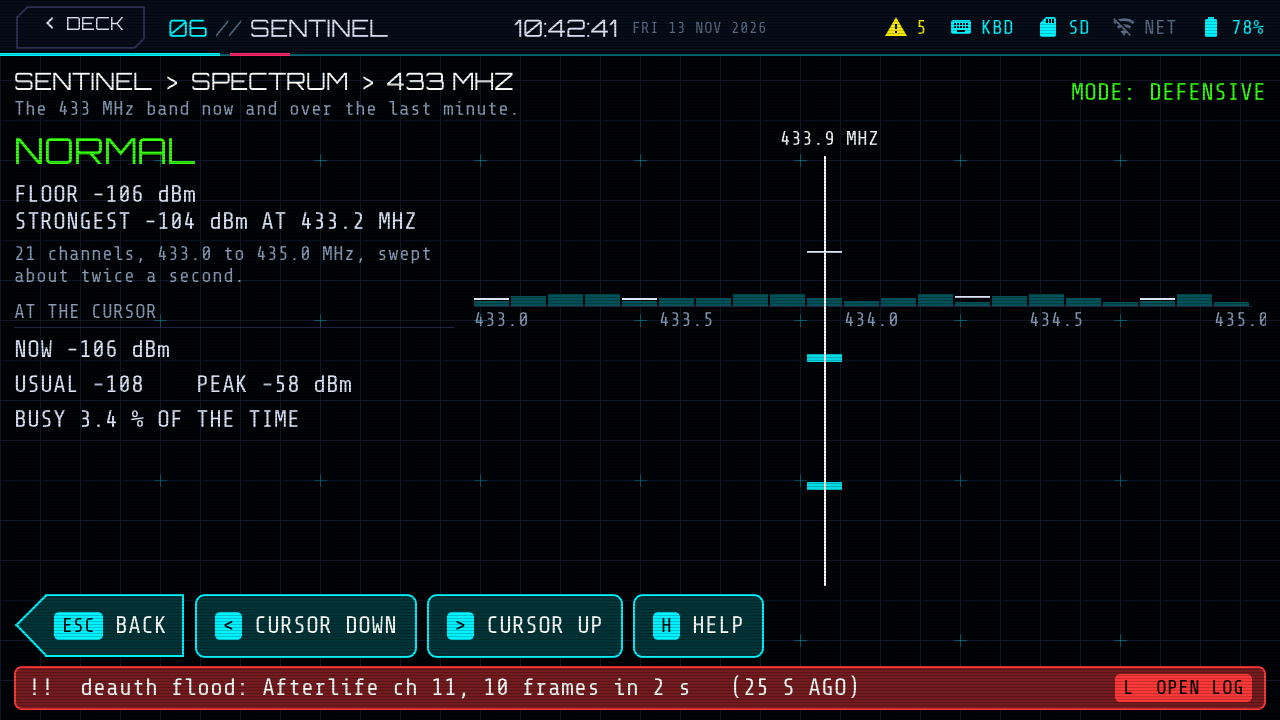 < DECK
06 // SENTINEL
10:42:41 FRI 13 NOV 2026
5 KBD SD NET 78%
SENTINEL > SPECTRUM > 433 MHZ
The 433 MHz band now and over the last minute.
MODE: DEFENSIVE
NORMAL
FLOOR -106 dBm
STRONGEST -104 dBm AT 433.2 MHZ
21 channels, 433.0 to 435.0 MHz, swept
about twice a second.
AT THE CURSOR
NOW -106 dBm
USUAL -108 PEAK -58 dBm
BUSY 3.4 % OF THE TIME
433.9 MHZ
433.0 433.5 434.0 434.5 435.0
ESC BACK
< CURSOR DOWN
> CURSOR UP
H HELP
!! deauth flood: Afterlife ch 11, 10 frames in 2 s (25 S AGO)
L OPEN LOG